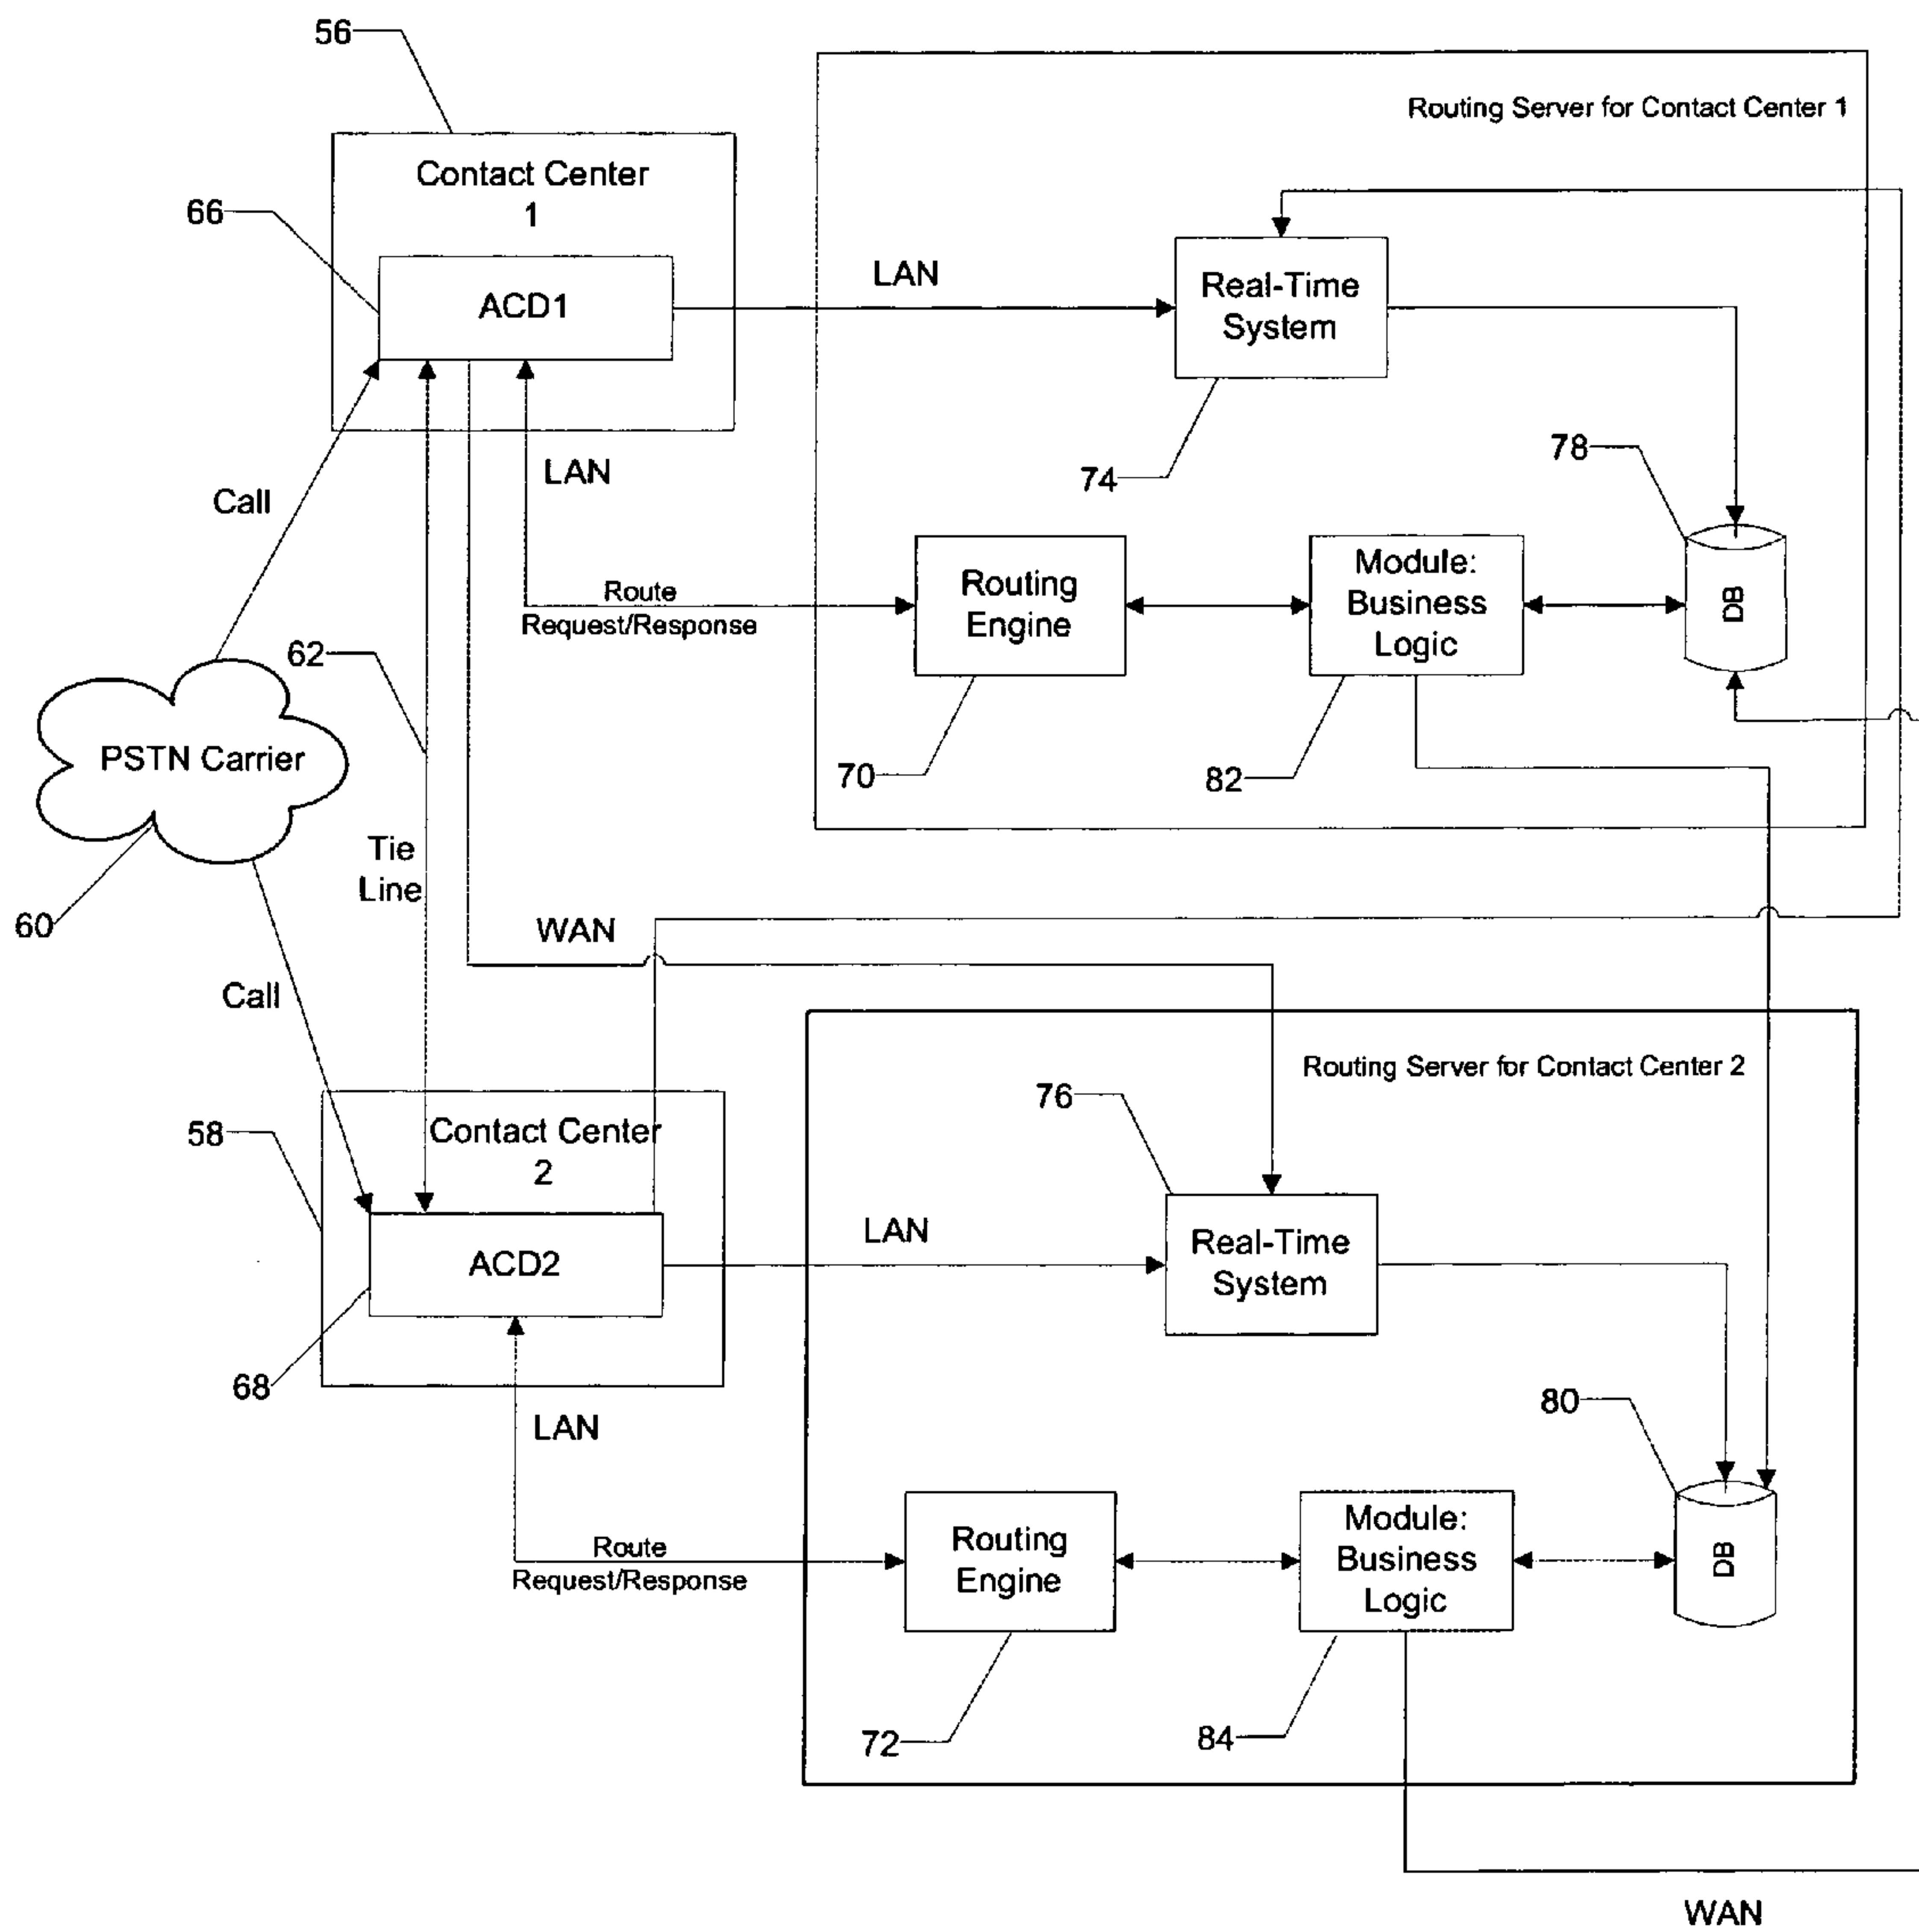 56
Routing Server for Contact Center 1
Contact Center
1
66
ACD1
LAN
Real-Time
System
74
78
LAN
Call
Route
Request/Response
Routing
Engine
Module:
Business
Logic
DB
62
PSTN Carrier
70
82
Tie
Line
60
WAN
Call
Routing Server for Contact Center 2
76
58
Contact Center
2
LAN
ACD2
Real-Time
System
68
80
LAN
Route
Request/Response
Routing
Engine
Module:
Business
Logic
DB
72
84
WAN